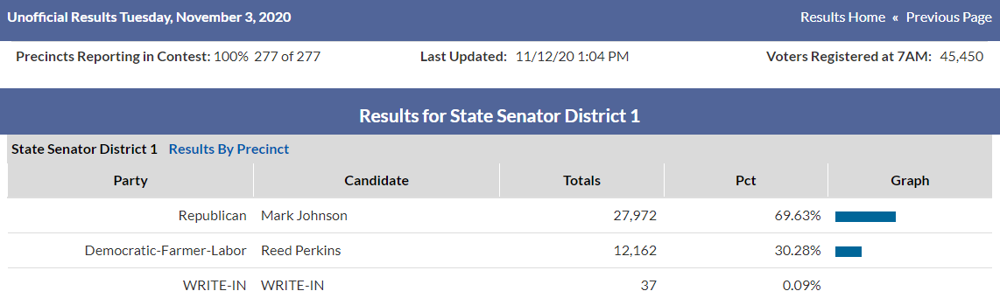 Unofficial Results Tuesday, November 3, 2020 Results Home « Previous Page
Precincts Reporting in Contest: 100% 277 of 277 Last Updated: 11/12/20 1:04 PM Voters Registered at 7AM: 45,450
Results for State Senator District 1
State Senator District 1 Results By Precinct
Party Candidate Totals Pct Graph
Republican Mark Johnson 27,972 69.63%
Democratic-Farmer-Labor Reed Perkins 12,162 30.28%
WRITE-IN WRITE-IN 37 0.09%